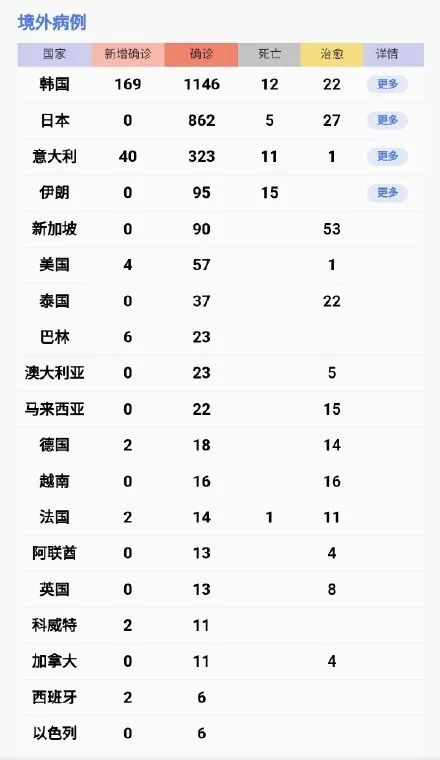 境外病例
国家 新增确诊 确诊 死亡 治愈 详情
韩国 169 1146 12 22 更多
日本 0 862 5 27 更多
意大利 40 323 11 1 更多
伊朗 0 95 15 更多
新加坡 0 90 53
美国 4 57 1
泰国 0 37 22
巴林 6 23
澳大利亚 0 23 5
马来西亚 0 22 15
德国 2 18 14
越南 0 16 16
法国 2 14 1 11
阿联酋 0 13 4
英国 0 13 8
科威特 2 11
加拿大 0 11 4
西班牙 2 6
以色列 0 6